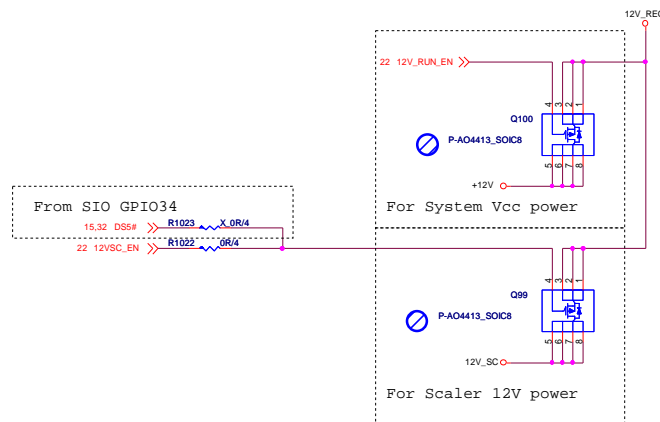 12V_REG
22 12V_RUN_EN
4 3 2 1
Q100
P-AO4413_SOIC8
5 6 7 8
+12V
For System Vcc power
From SIO GPIO34
15,32 DS5# R1023 X_0R/4
22 12VSC_EN R1022 0R/4
4 3 2 1
Q99
P-AO4413_SOIC8
5 6 7 8
12V_SC
For Scaler 12V power